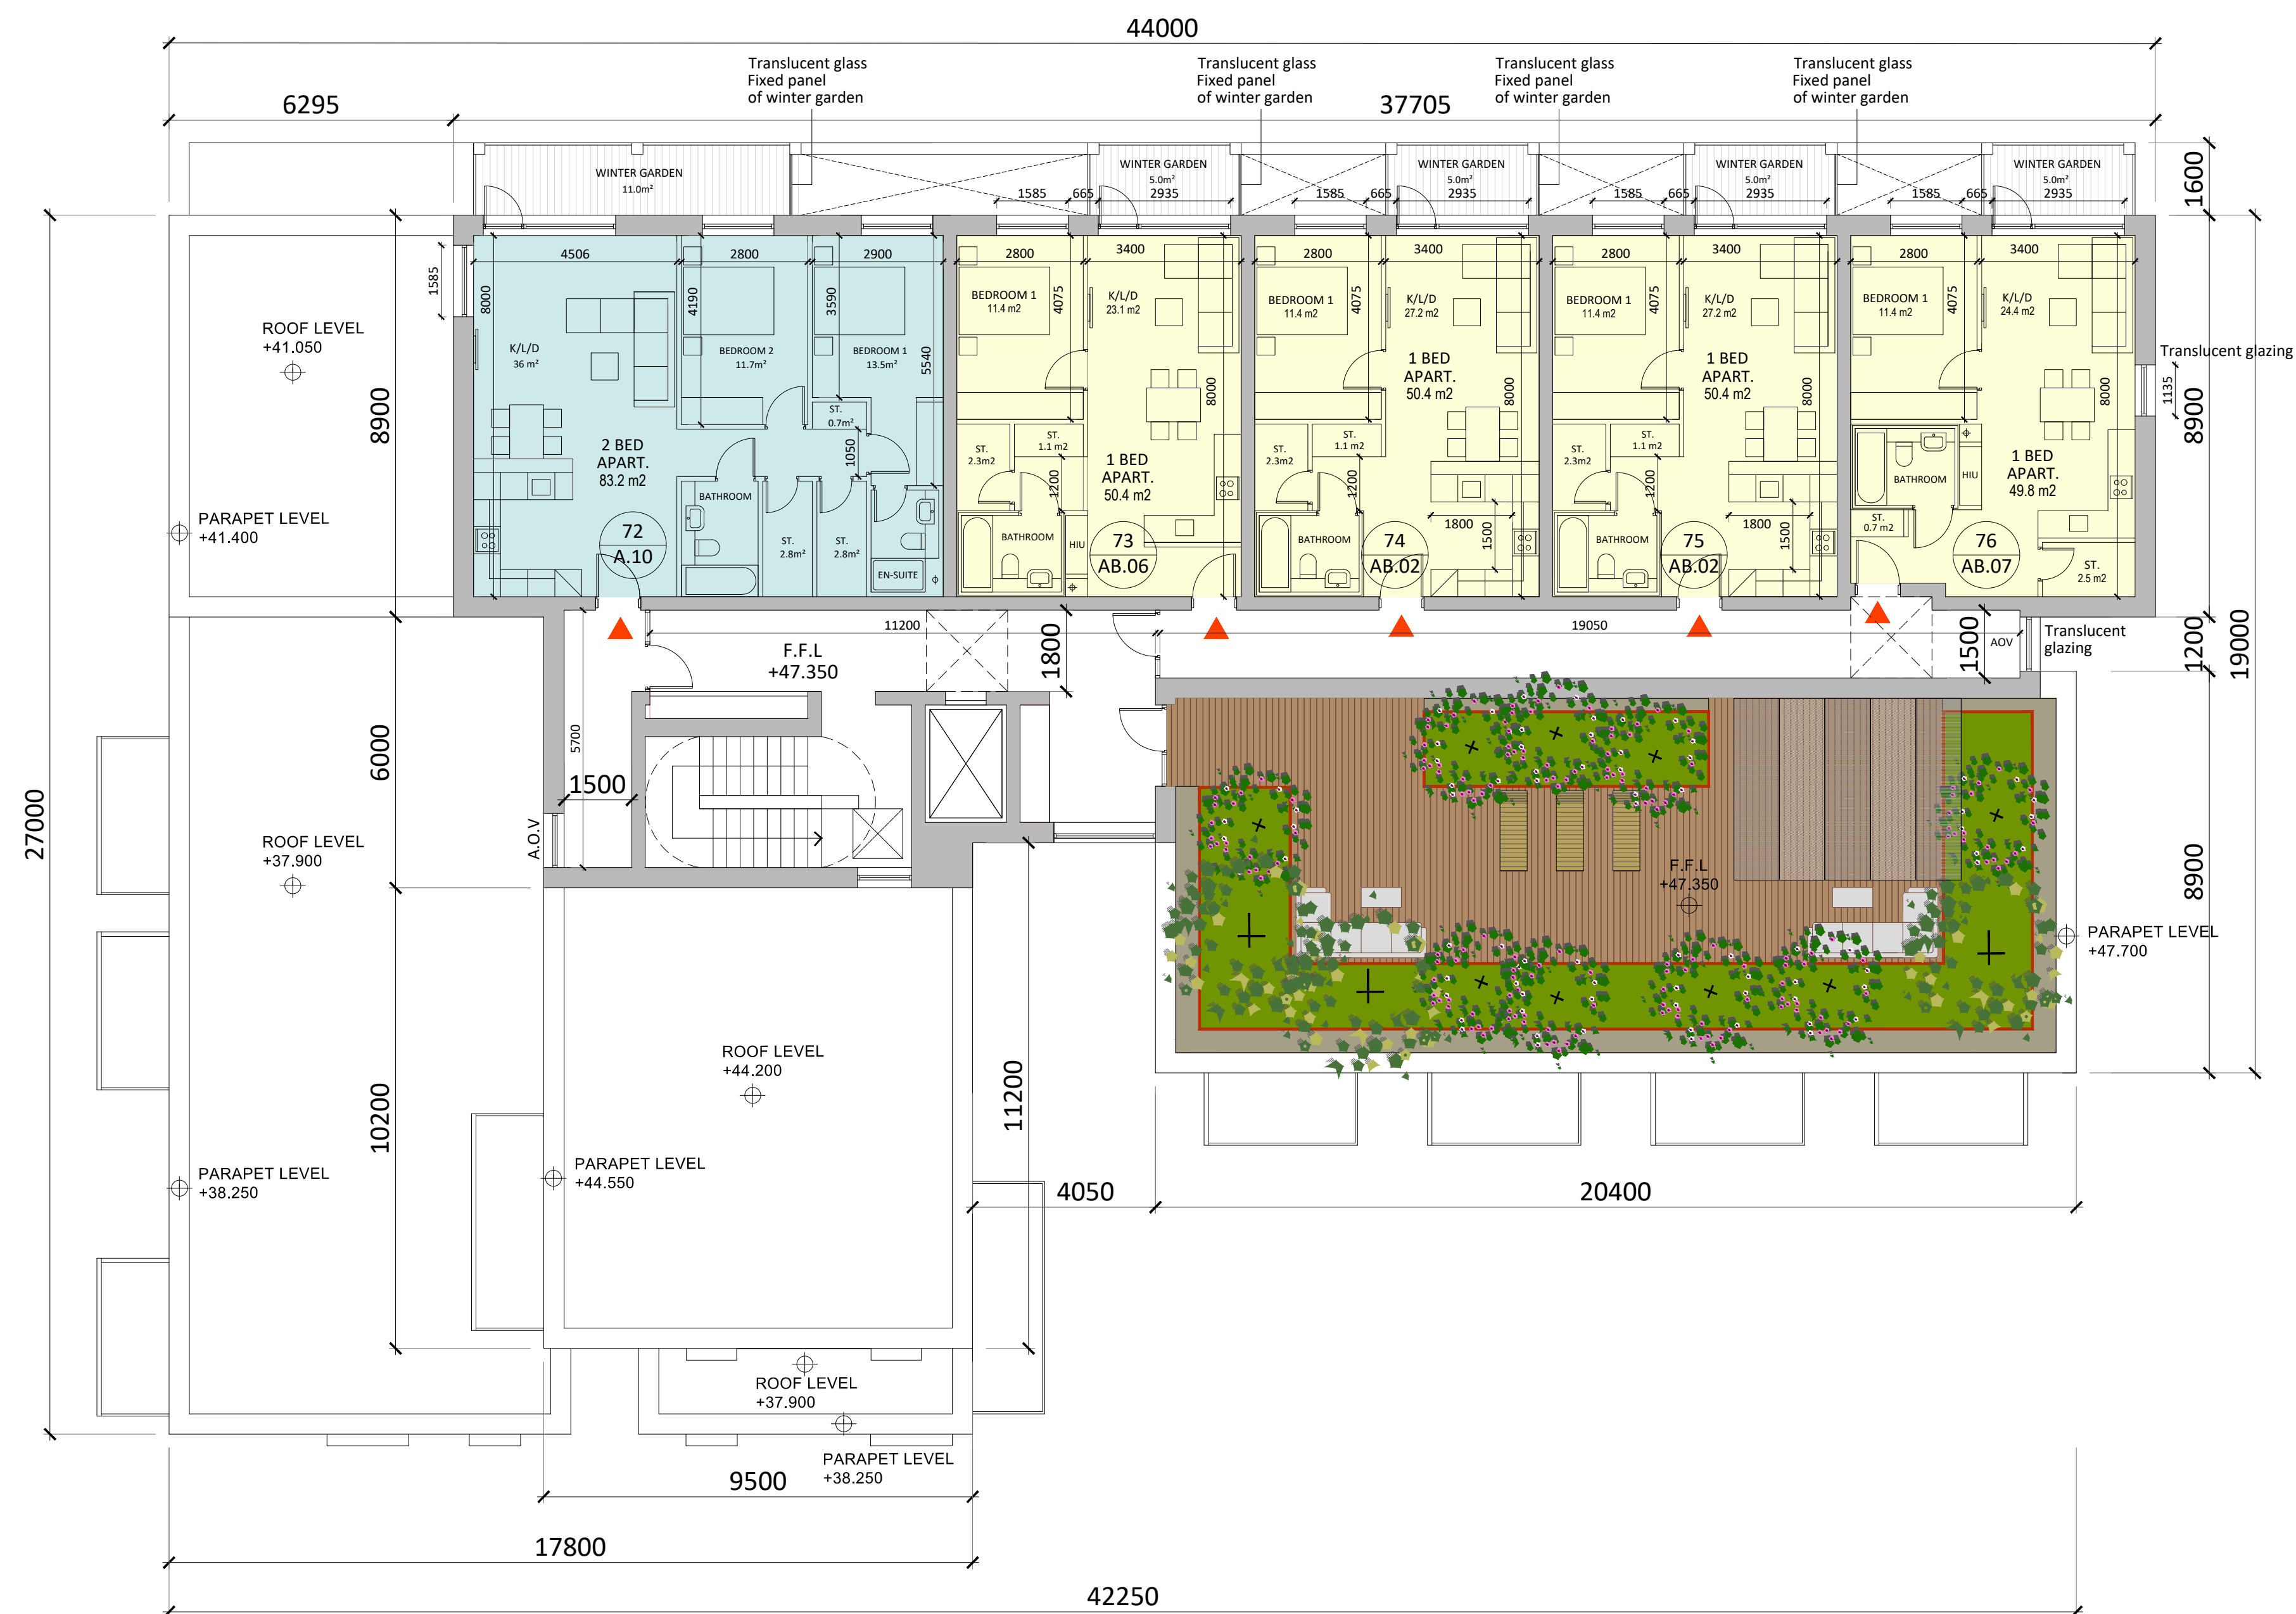 44000
Translucent glass
Fixed panel
of winter garden
Translucent glass
Fixed panel
of winter garden
Translucent glass
Fixed panel
of winter garden
Translucent glass
Fixed panel
of winter garden
6295
37705
WINTER GARDEN
11.0m²
WINTER GARDEN
5.0m²
2935
WINTER GARDEN
5.0m²
2935
WINTER GARDEN
5.0m²
2935
WINTER GARDEN
5.0m²
2935
1585
665
1585
665
1585
665
1585
665
1600
4506
2800
2900
2800
3400
2800
3400
2800
3400
2800
3400
1585
8000
4190
3590
5540
4075
4075
4075
4075
ROOF LEVEL
+41.050
K/L/D
36 m²
BEDROOM 2
11.7m²
BEDROOM 1
13.5m²
BEDROOM 1
11.4 m2
K/L/D
23.1 m2
BEDROOM 1
11.4 m2
K/L/D
27.2 m2
BEDROOM 1
11.4 m2
K/L/D
27.2 m2
BEDROOM 1
11.4 m2
K/L/D
24.4 m2
Translucent glazing
1135
8900
8900
8000
8000
8000
8000
1 BED
APART.
50.4 m2
1 BED
APART.
50.4 m2
ST.
0.7m²
1050
2 BED
APART.
83.2 m2
ST.
2.3m2
ST.
1.1 m2
1200
1 BED
APART.
50.4 m2
ST.
2.3m2
ST.
1.1 m2
1200
ST.
2.3m2
ST.
1.1 m2
1200
BATHROOM
HIU
1 BED
APART.
49.8 m2
PARAPET LEVEL
+41.400
BATHROOM
72
A.10
ST.
2.8m²
ST.
2.8m²
EN-SUITE
BATHROOM
HIU
73
AB.06
BATHROOM
74
AB.02
1800
1500
BATHROOM
75
AB.02
1800
1500
ST.
0.7 m2
76
AB.07
ST.
2.5 m2
11200
19050
F.F.L
+47.350
1800
1500
AOV
Translucent
glazing
1200
19000
27000
6000
5700
1500
A.O.V
ROOF LEVEL
+37.900
F.F.L
+47.350
8900
PARAPET LEVEL
+47.700
ROOF LEVEL
+44.200
10200
11200
PARAPET LEVEL
+38.250
PARAPET LEVEL
+44.550
4050
20400
ROOF LEVEL
+37.900
PARAPET LEVEL
+38.250
9500
17800
42250